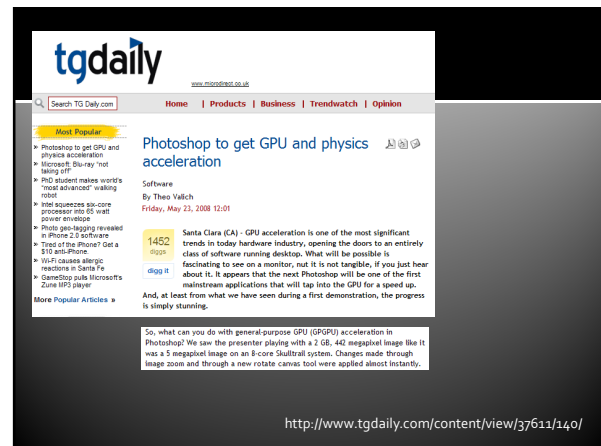 tgdaily
www.microdirect.co.uk
Search TG Daily.com
Home | Products | Business | Trendwatch | Opinion
Most Popular
» Photoshop to get GPU and
physics acceleration
» Microsoft: Blu-ray "not
taking off"
» PhD student makes world's
"most advanced" walking
robot
» Intel squeezes six-core
processor into 65 watt
power envelope
» Photo geo-tagging revealed
in iPhone 2.0 software
» Tired of the iPhone? Get a
$10 anti-iPhone.
» Wi-Fi causes allergic
reactions in Santa Fe
» GameStop pulls Microsoft's
Zune MP3 player
More Popular Articles »
Photoshop to get GPU and physics
acceleration
Software
By Theo Valich
Friday, May 23, 2008 12:01
1452
diggs
digg it
Santa Clara (CA) - GPU acceleration is one of the most significant
trends in today hardware industry, opening the doors to an entirely
class of software running desktop. What will be possible is
fascinating to see on a monitor, nut it is not tangible, if you just hear
about it. It appears that the next Photoshop will be one of the first
mainstream applications that will tap into the GPU for a speed up.
And, at least from what we have seen during a first demonstration, the progress
is simply stunning.
So, what can you do with general-purpose GPU (GPGPU) acceleration in
Photoshop? We saw the presenter playing with a 2 GB, 442 megapixel image like it
was a 5 megapixel image on an 8-core Skulltrail system. Changes made through
image zoom and through a new rotate canvas tool were applied almost instantly.
http://www.tgdaily.com/content/view/37611/140/